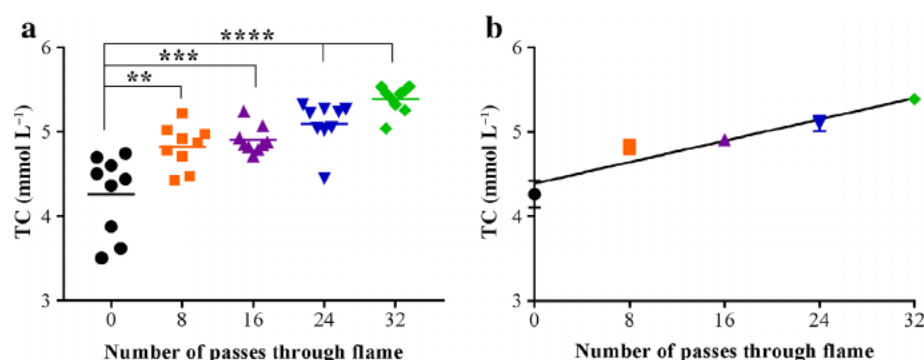 a
b
****
***
**
TC (mmol L⁻¹)
6
5
4
3
0 8 16 24 32
Number of passes through flame
TC (mmol L⁻¹)
6
5
4
3
0 8 16 24 32
Number of passes through flame